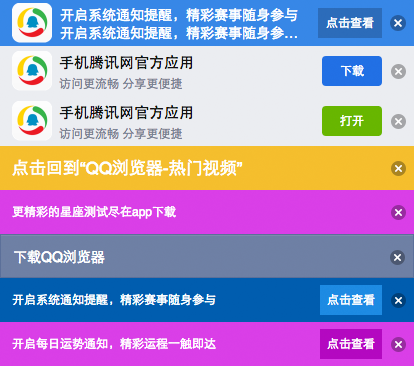 开启系统通知提醒，精彩赛事随身参与
开启系统通知提醒，精彩赛事随身参...
点击查看
手机腾讯网官方应用
访问更流畅 分享更便捷
下载
手机腾讯网官方应用
访问更流畅 分享更便捷
打开
点击回到“QQ浏览器-热门视频”
更精彩的星座测试尽在app下载
下载QQ浏览器
开启系统通知提醒，精彩赛事随身参与
点击查看
开启每日运势通知，精彩运程一触即达
点击查看